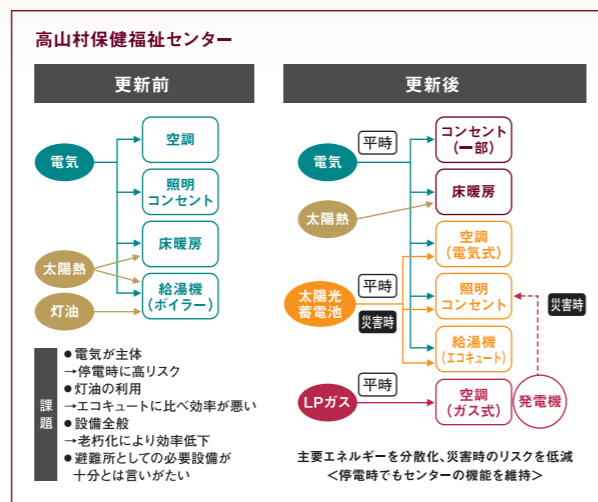 高山村保健福祉センター
更新前
電気
太陽熱
灯油
空調
照明
コンセント
床暖房
給湯機
(ボイラー)
課題
●電気が主体
→停電時に高リスク
●灯油の利用
→エコキュートに比べ効率が悪い
●設備全般
→老朽化により効率低下
●避難所としての必要設備が
十分とは言いがたい
更新後
電気
平時
太陽熱
太陽光
蓄電池
平時
災害時
LPガス
平時
コンセント
(一部)
床暖房
空調
(電気式)
照明
コンセント
給湯機
(エコキュート)
空調
(ガス式)
災害時
発電機
主要エネルギーを分散化、災害時のリスクを低減
＜停電時でもセンターの機能を維持＞